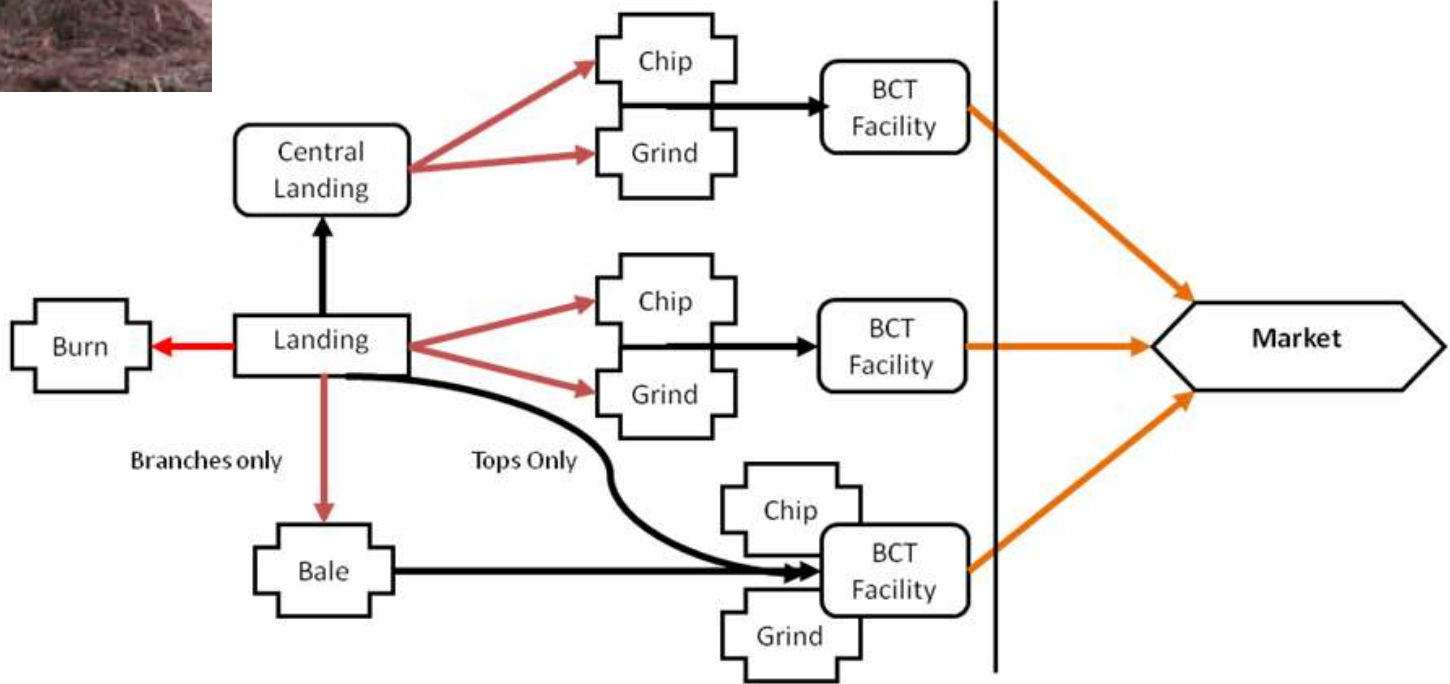 Chip
Grind
BCT
Facility
Central
Landing
Burn
Landing
Chip
Grind
BCT
Facility
Market
Branches only
Tops Only
Bale
Chip
Grind
BCT
Facility